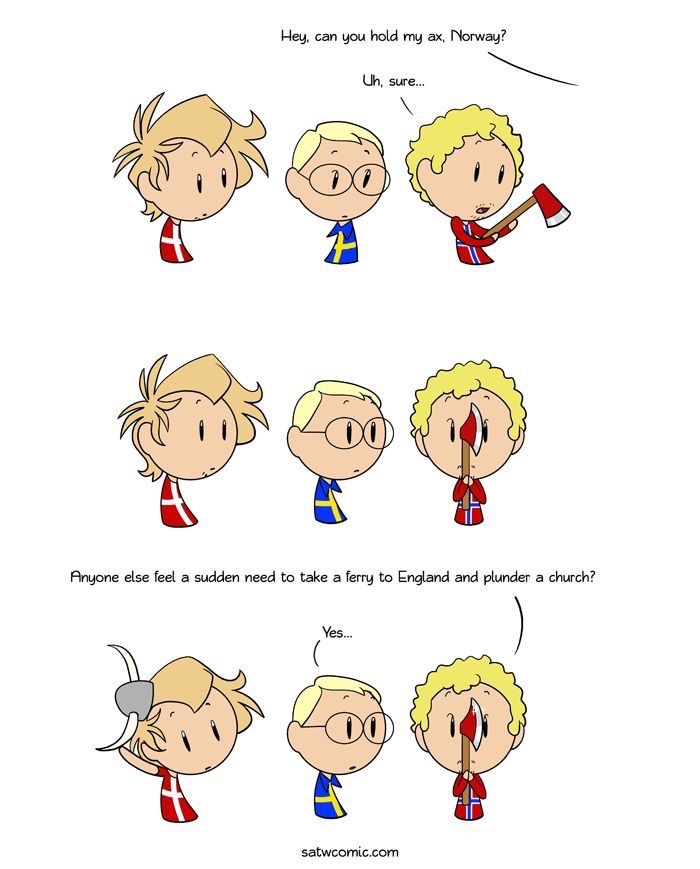 Hey, can you hold my ax, Norway?
Uh, sure...
Anyone else feel a sudden need to take a ferry to England and plunder a church?
Yes...
satwcomic.com